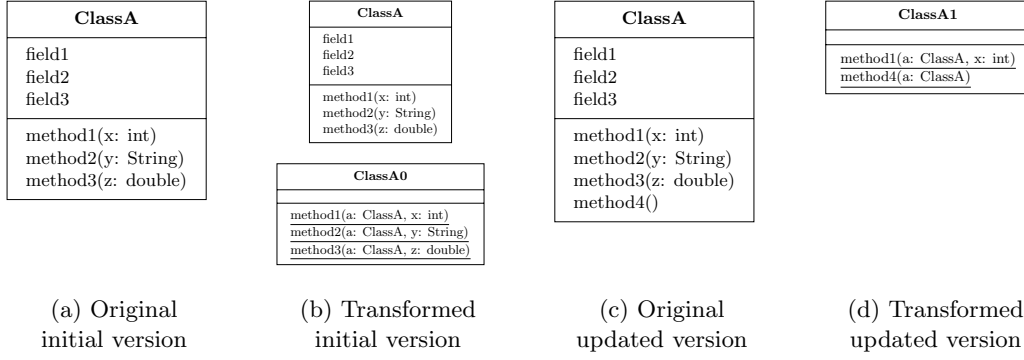 ClassA
field1
field2
field3
method1(x: int)
method2(y: String)
method3(z: double)
(a) Original
initial version
ClassA
field1
field2
field3
method1(x: int)
method2(y: String)
method3(z: double)
ClassA0
method1(a: ClassA, x: int)
method2(a: ClassA, y: String)
method3(a: ClassA, z: double)
(b) Transformed
initial version
ClassA
field1
field2
field3
method1(x: int)
method2(y: String)
method3(z: double)
method4()
(c) Original
updated version
ClassA1
method1(a: ClassA, x: int)
method4(a: ClassA)
(d) Transformed
updated version